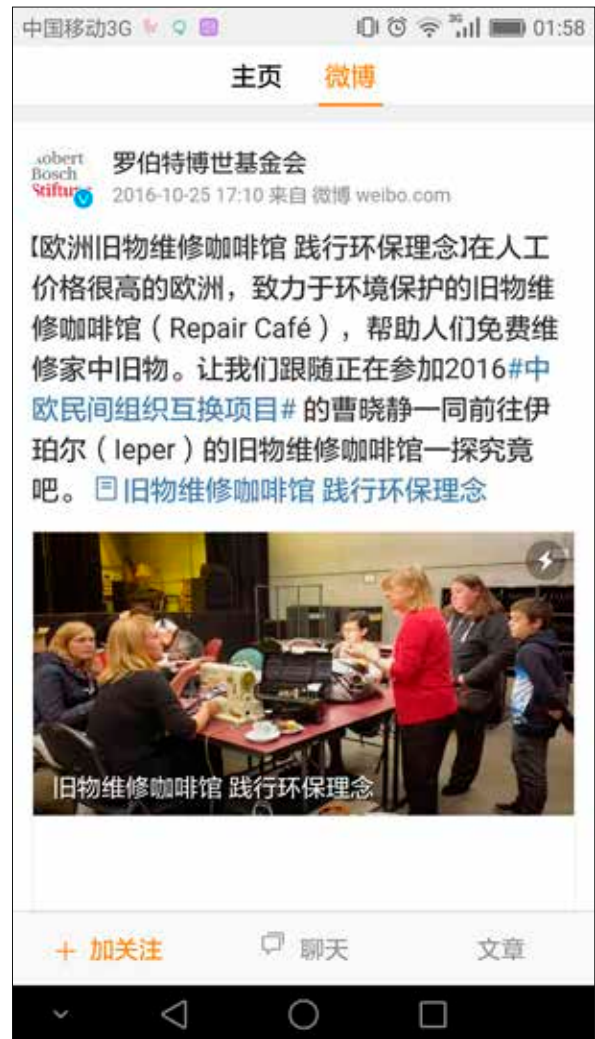 中国移动3G 3G 01:58
主页 微博
Robert
Bosch
Stiftung
罗伯特博世基金会
2016-10-25 17:10 来自 微博 weibo.com
【欧洲旧物维修咖啡馆 践行环保理念】在人工
价格很高的欧洲，致力于环境保护的旧物维
修咖啡馆（Repair Café），帮助人们免费维
修家中旧物。让我们跟随正在参加2016#中
欧民间组织互换项目# 的曹晓静一同前往伊
珀尔（Ieper）的旧物维修咖啡馆一探究竟
吧。 旧物维修咖啡馆 践行环保理念
旧物维修咖啡馆 践行环保理念
+ 加关注 聊天 文章